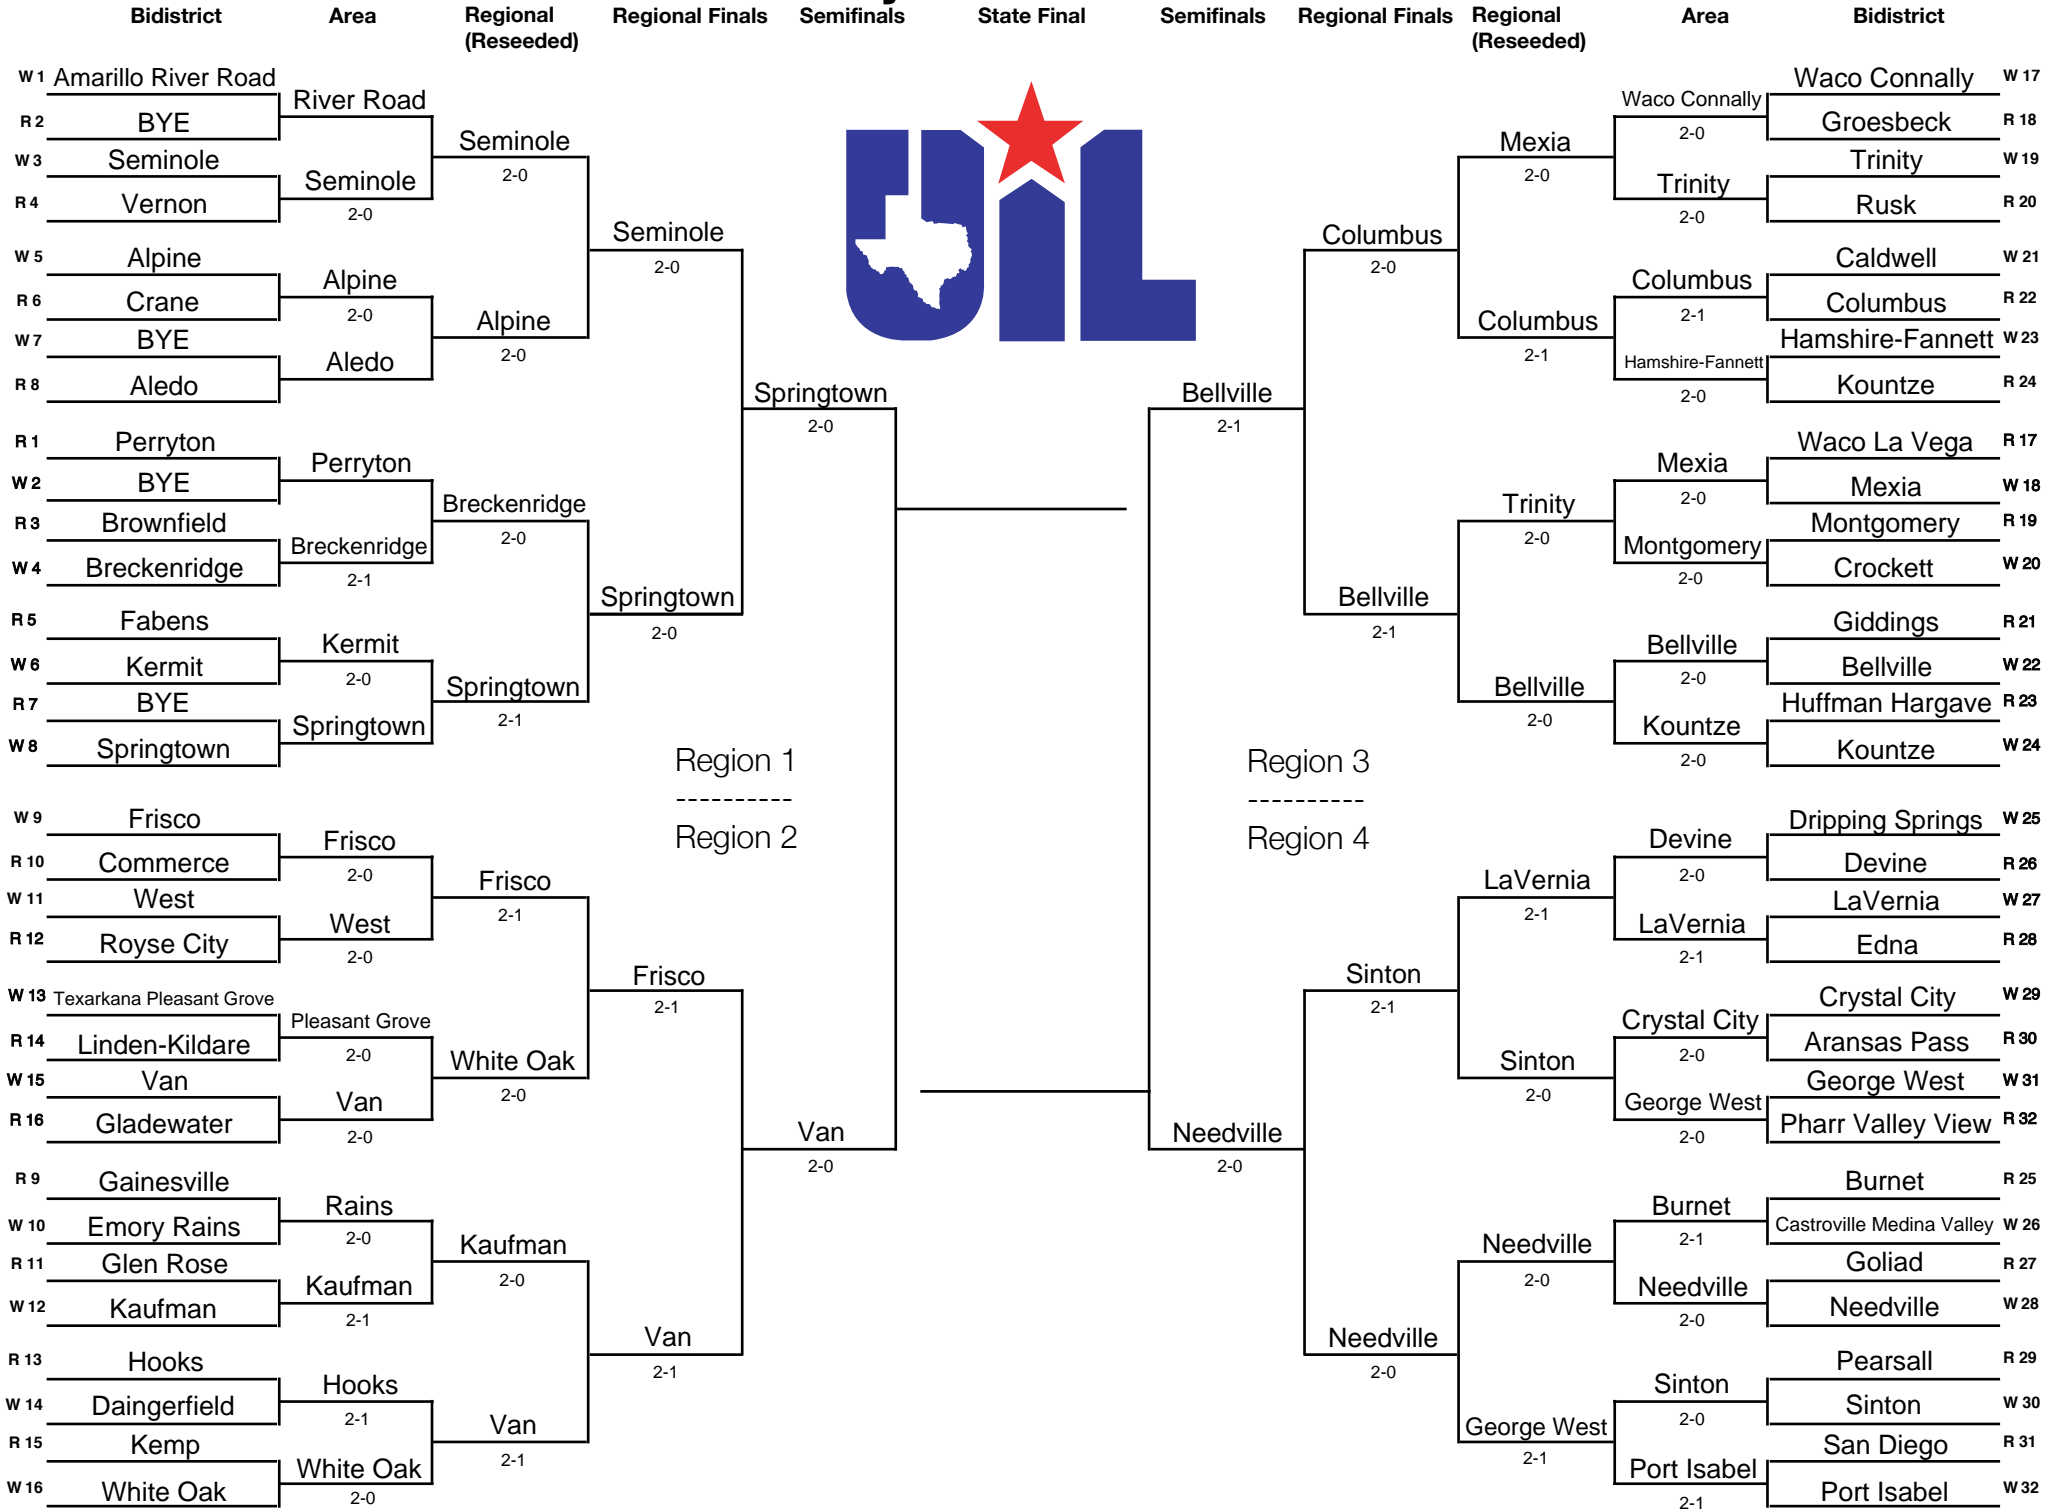 Bidistrict
Area
Regional
(Reseeded)
Regional Finals
Semifinals
State Final
Semifinals
Regional Finals
Regional
(Reseeded)
Area
Bidistrict
W 1 Amarillo River Road
R 2 BYE
W 3 Seminole
R 4 Vernon
W 5 Alpine
R 6 Crane
W 7 BYE
R 8 Aledo
R 1 Perryton
W 2 BYE
R 3 Brownfield
W 4 Breckenridge
R 5 Fabens
W 6 Kermit
R 7 BYE
W 8 Springtown
W 9 Frisco
R 10 Commerce
W 11 West
R 12 Royse City
W 13 Texarkana Pleasant Grove
R 14 Linden-Kildare
W 15 Van
R 16 Gladewater
R 9 Gainesville
W 10 Emory Rains
R 11 Glen Rose
W 12 Kaufman
R 13 Hooks
W 14 Daingerfield
R 15 Kemp
W 16 White Oak
River Road
Seminole
2-0
Alpine
2-0
Aledo
Perryton
Breckenridge
2-1
Kermit
2-0
Springtown
Frisco
2-0
West
2-0
Pleasant Grove
2-0
Van
2-0
Rains
2-0
Kaufman
2-1
Hooks
2-1
White Oak
2-0
Seminole
2-0
Alpine
2-0
Breckenridge
2-0
Springtown
2-1
Frisco
2-1
White Oak
2-0
Kaufman
2-0
Van
2-1
Seminole
2-0
Springtown
2-0
Region 1
----------
Region 2
Frisco
2-1
Van
2-1
Springtown
2-0
Van
2-0
UIL
Bellville
2-1
Needville
2-0
Columbus
2-0
Bellville
2-1
Region 3
----------
Region 4
Sinton
2-1
Needville
2-0
Mexia
2-0
Columbus
2-1
Trinity
2-0
Bellville
2-0
LaVernia
2-1
Sinton
2-0
Needville
2-0
George West
2-1
Waco Connally
2-0
Trinity
2-0
Columbus
2-1
Hamshire-Fannett
2-0
Mexia
2-0
Montgomery
2-0
Bellville
2-0
Kountze
2-0
Devine
2-0
LaVernia
2-1
Crystal City
2-0
George West
2-0
Burnet
2-1
Needville
2-0
Sinton
2-0
Port Isabel
2-1
Waco Connally W 17
Groesbeck R 18
Trinity W 19
Rusk R 20
Caldwell W 21
Columbus R 22
Hamshire-Fannett W 23
Kountze R 24
Waco La Vega R 17
Mexia W 18
Montgomery R 19
Crockett W 20
Giddings R 21
Bellville W 22
Huffman Hargave R 23
Kountze W 24
Dripping Springs W 25
Devine R 26
LaVernia W 27
Edna R 28
Crystal City W 29
Aransas Pass R 30
George West W 31
Pharr Valley View R 32
Burnet R 25
Castroville Medina Valley W 26
Goliad R 27
Needville W 28
Pearsall R 29
Sinton W 30
San Diego R 31
Port Isabel W 32